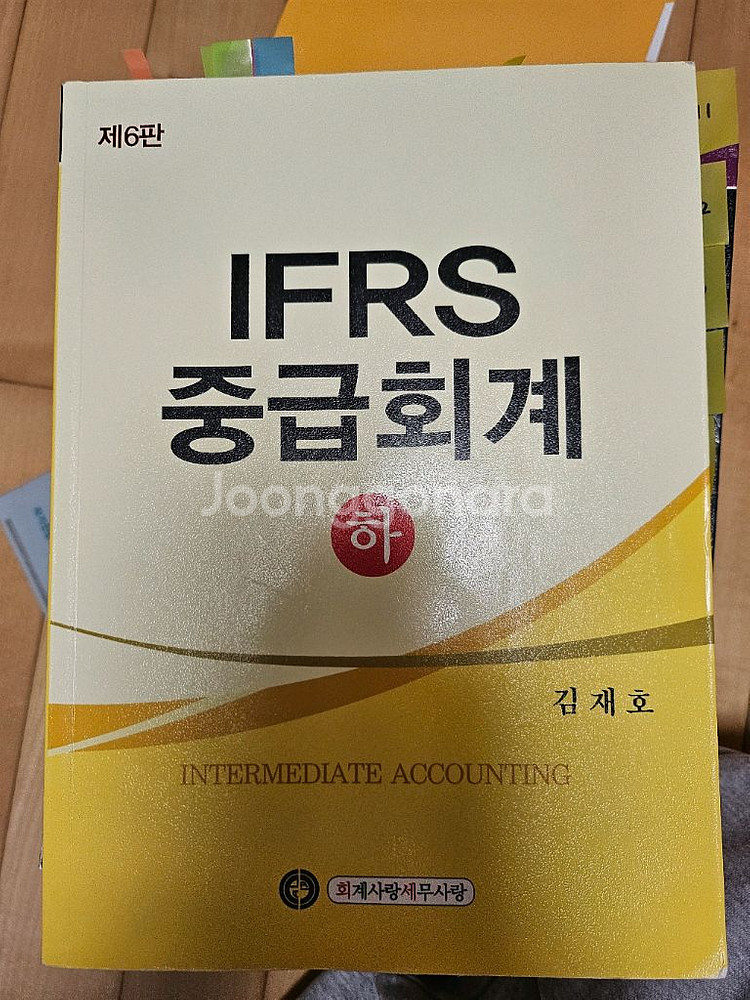 제6판
IFRS
중급회계
Joonggonara
하
김재호
INTERMEDIATE ACCOUNTING
회계사랑세무사랑